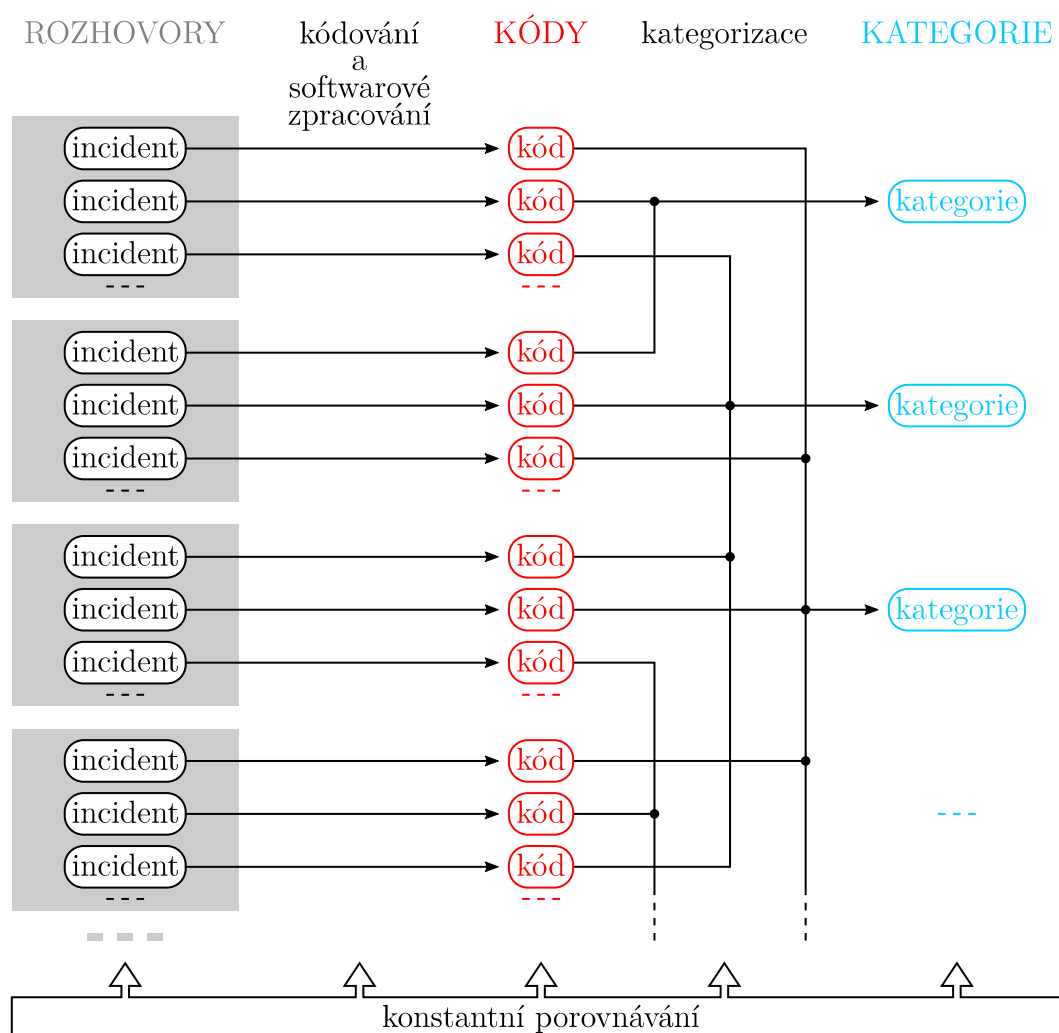 ROZHOVORY
kódování
a
softwarové
zpracování
KÓDY
kategorizace
KATEGORIE
incident
kód
incident
kód
kategorie
incident
kód
incident
kód
incident
kód
kategorie
incident
kód
incident
kód
incident
kód
kategorie
incident
kód
incident
kód
incident
kód
incident
kód
konstantní porovnávání